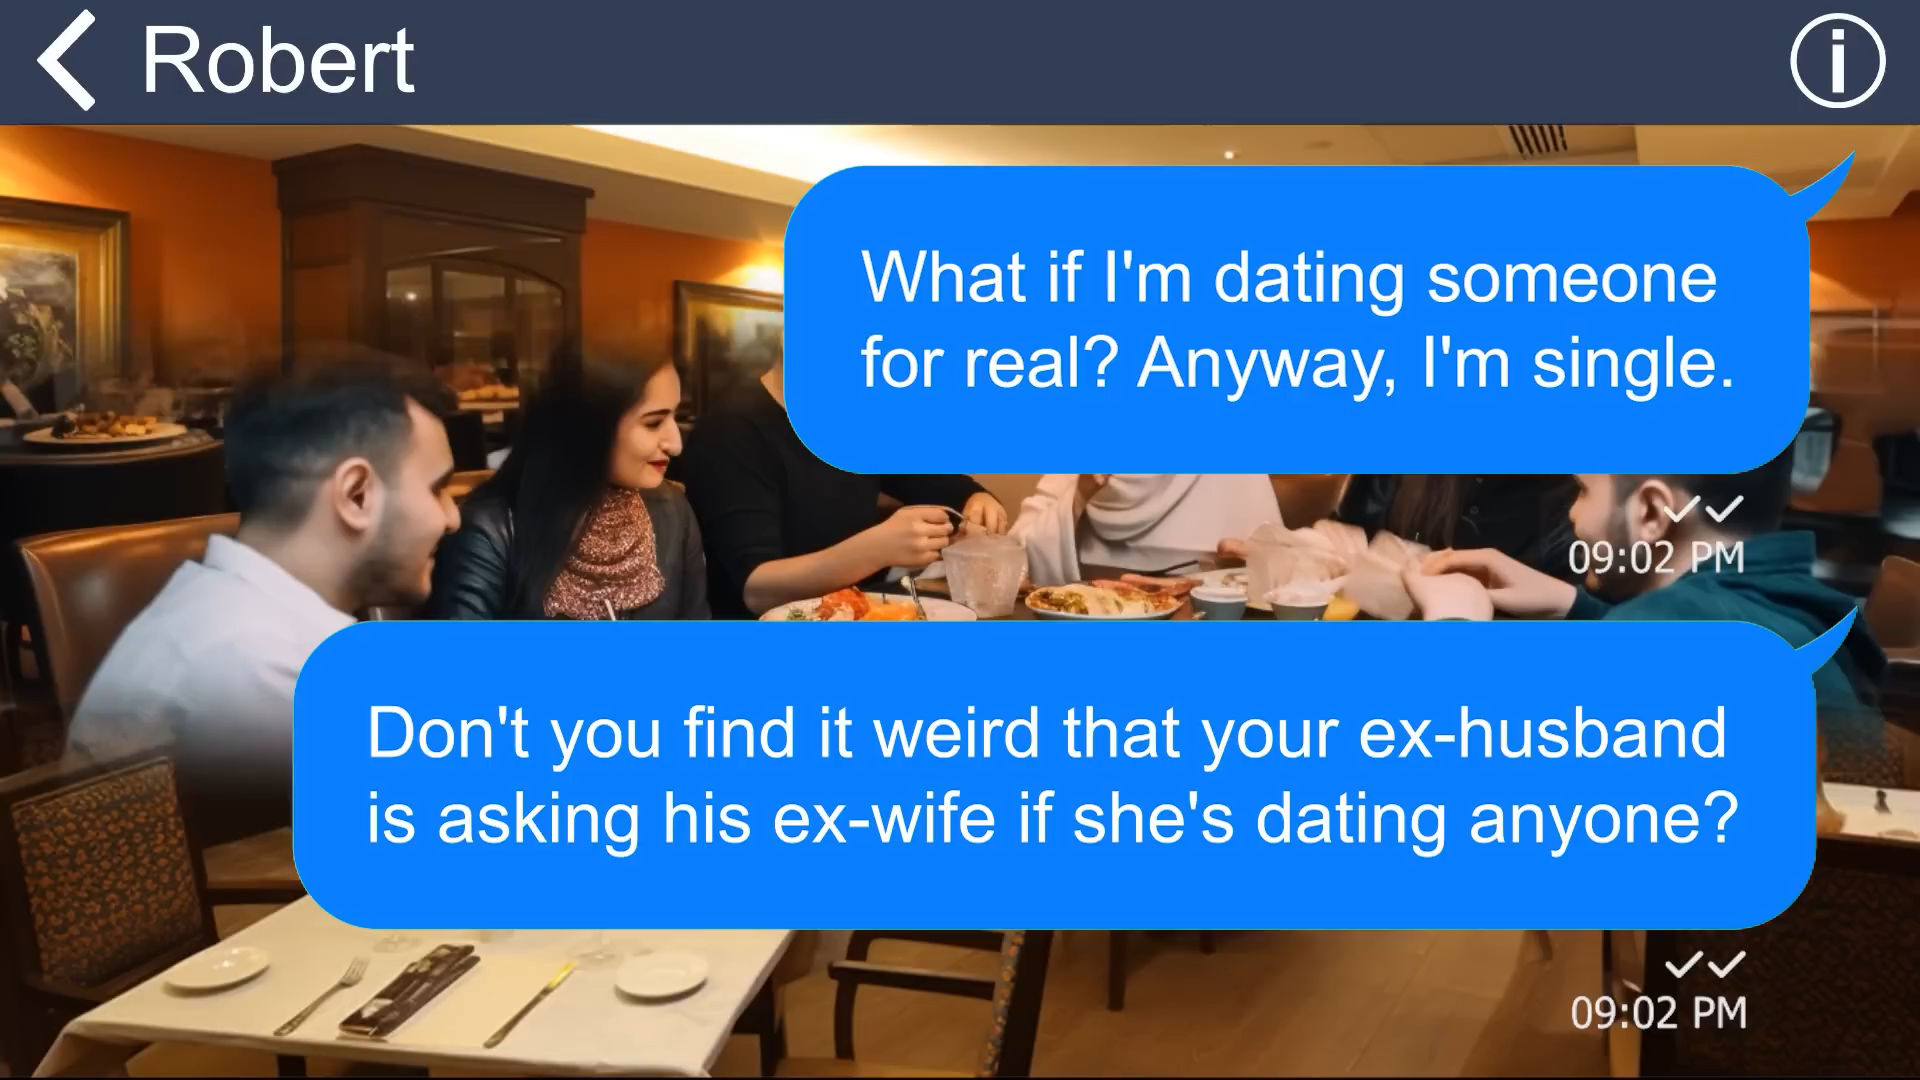 Robert
What if I'm dating someone
for real? Anyway, I'm single.
09:02 PM
Don't you find it weird that your ex-husband
is asking his ex-wife if she's dating anyone?
09:02 PM